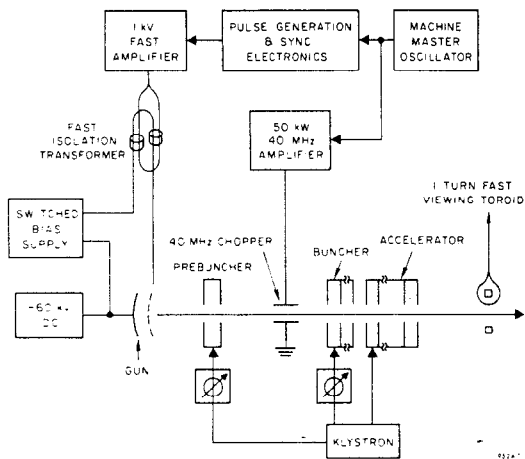 1 kV
FAST
AMPLIFIER
PULSE GENERATION
& SYNC
ELECTRONICS
MACHINE
MASTER
OSCILLATOR
FAST
ISOLATION
TRANSFORMER
50 kW
40 MHz
AMPLIFIER
1 TURN FAST
VIEWING TOROID
SWITCHED
BIAS
SUPPLY
40 MHz CHOPPER
PREBUNCHER
BUNCHER
ACCELERATOR
-60 kV
DC
GUN
KLYSTRON